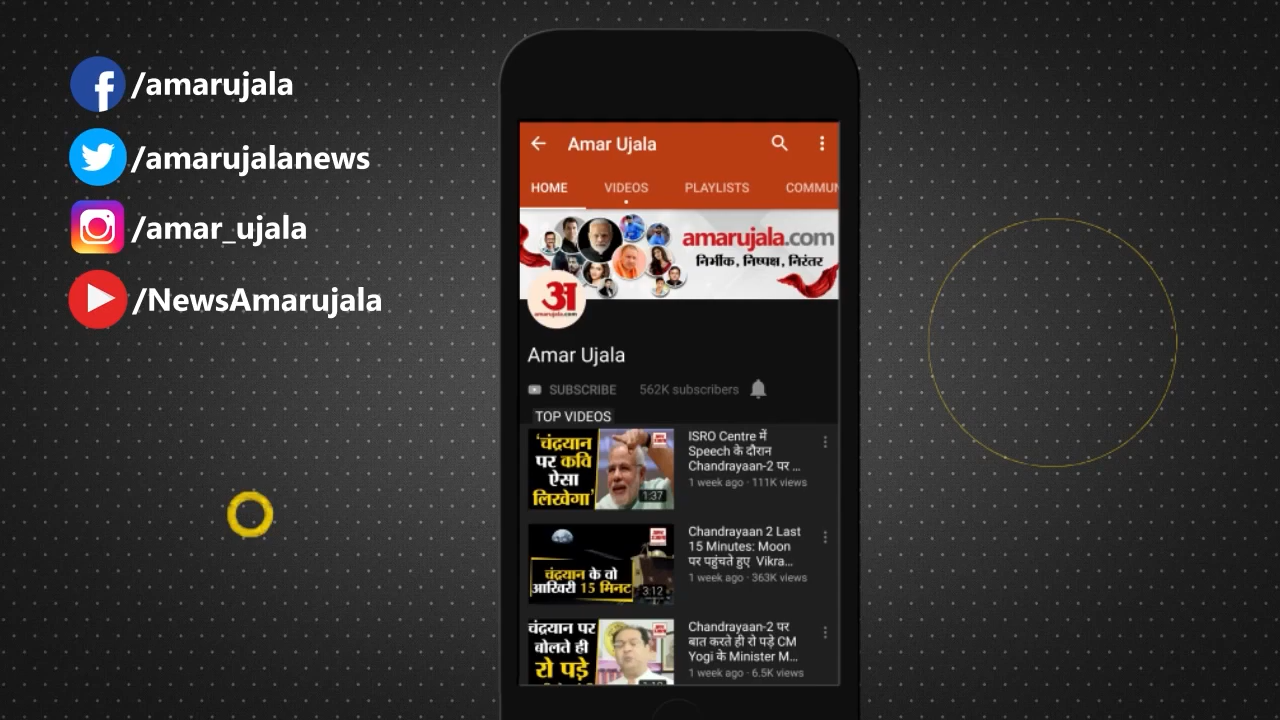 /amarujala
/amarujalanews
/amar_ujala
/NewsAmarujala
Amar Ujala
HOME VIDEOS PLAYLISTS COMMUN
amarujala.com
निर्भीक, निष्पक्ष, निरंतर
अ
amarujala.com
Amar Ujala
SUBSCRIBE 562K subscribers
TOP VIDEOS
'चंद्रयान
पर कवि
ऐसा
लिखेगा'
1:37
ISRO Centre में
Speech के दौरान
Chandrayaan-2 पर ...
1 week ago · 111K views
चंद्रयान के वो
आखिरी 15 मिनट
3:12
Chandrayaan 2 Last
15 Minutes: Moon
पर पहुंचते हुए Vikra...
1 week ago · 363K views
चंद्रयान पर
बोलते ही
रो पड़े
Chandrayaan-2 पर
बात करते ही रो पड़े CM
Yogi के Minister M...
1 week ago · 6.5K views